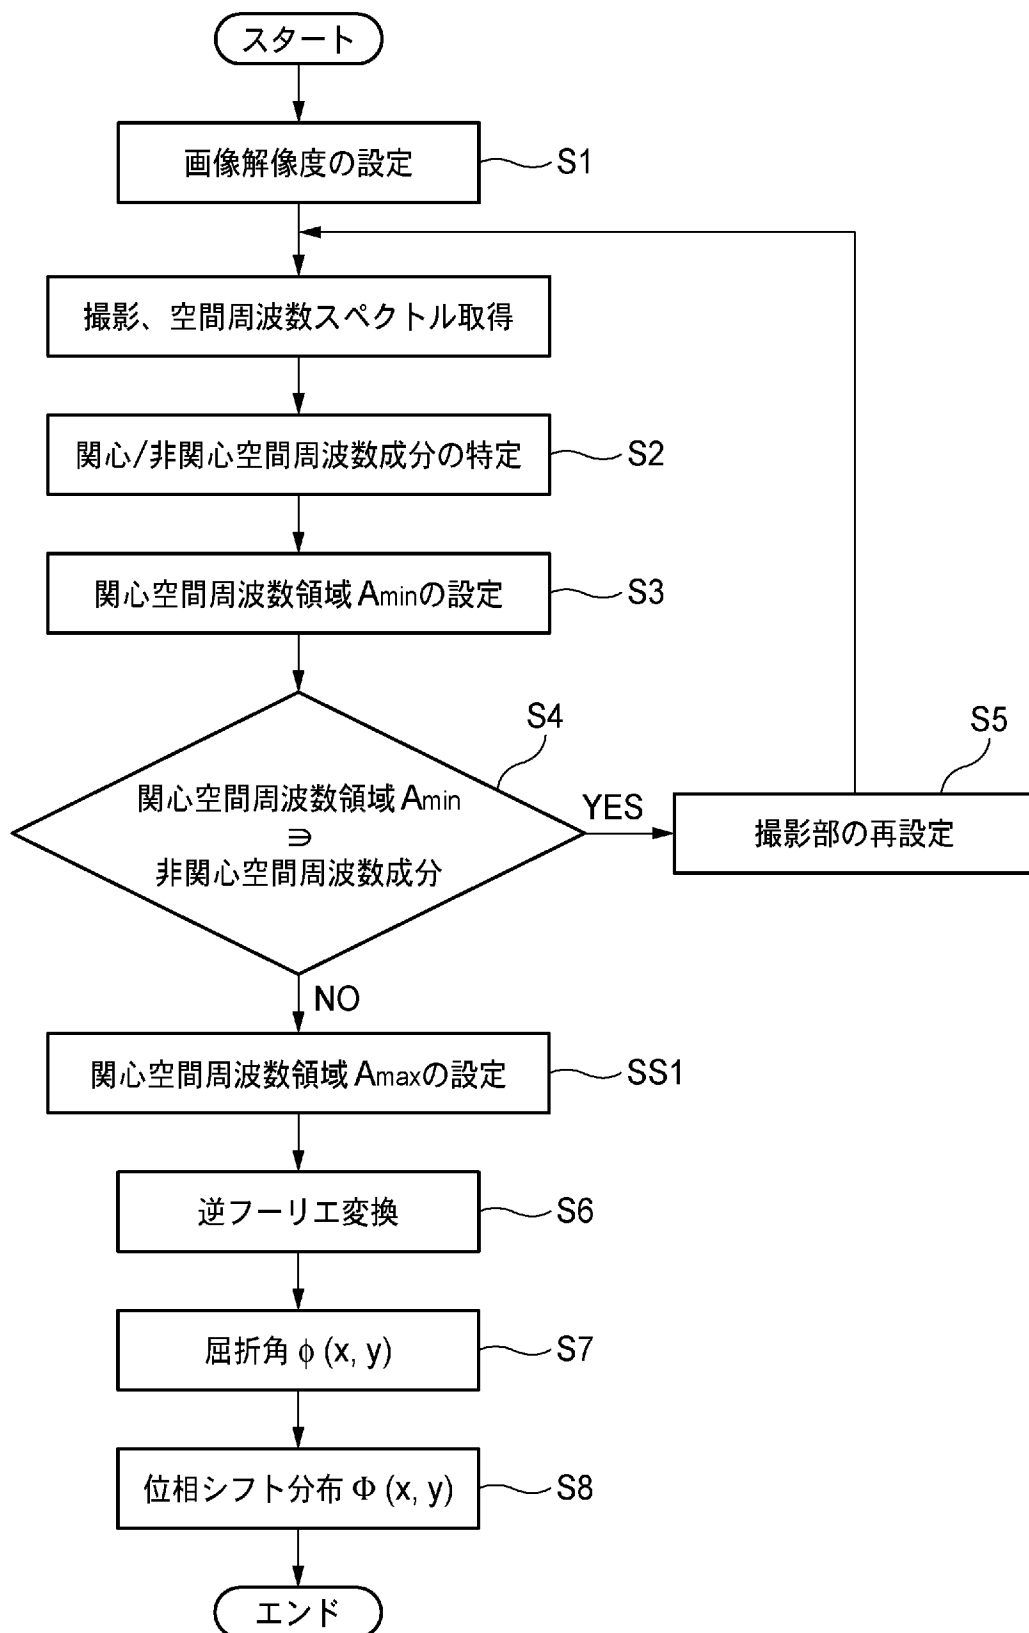 スタート
画像解像度の設定
S1
撮影、空間周波数スペクトル取得
関心/非関心空間周波数成分の特定
S2
関心空間周波数領域 Aminの設定
S3
S4
関心空間周波数領域 Amin
∋
非関心空間周波数成分
YES
S5
撮影部の再設定
NO
関心空間周波数領域 Amaxの設定
SS1
逆フーリエ変換
S6
屈折角 φ (x, y)
S7
位相シフト分布 Φ (x, y)
S8
エンド